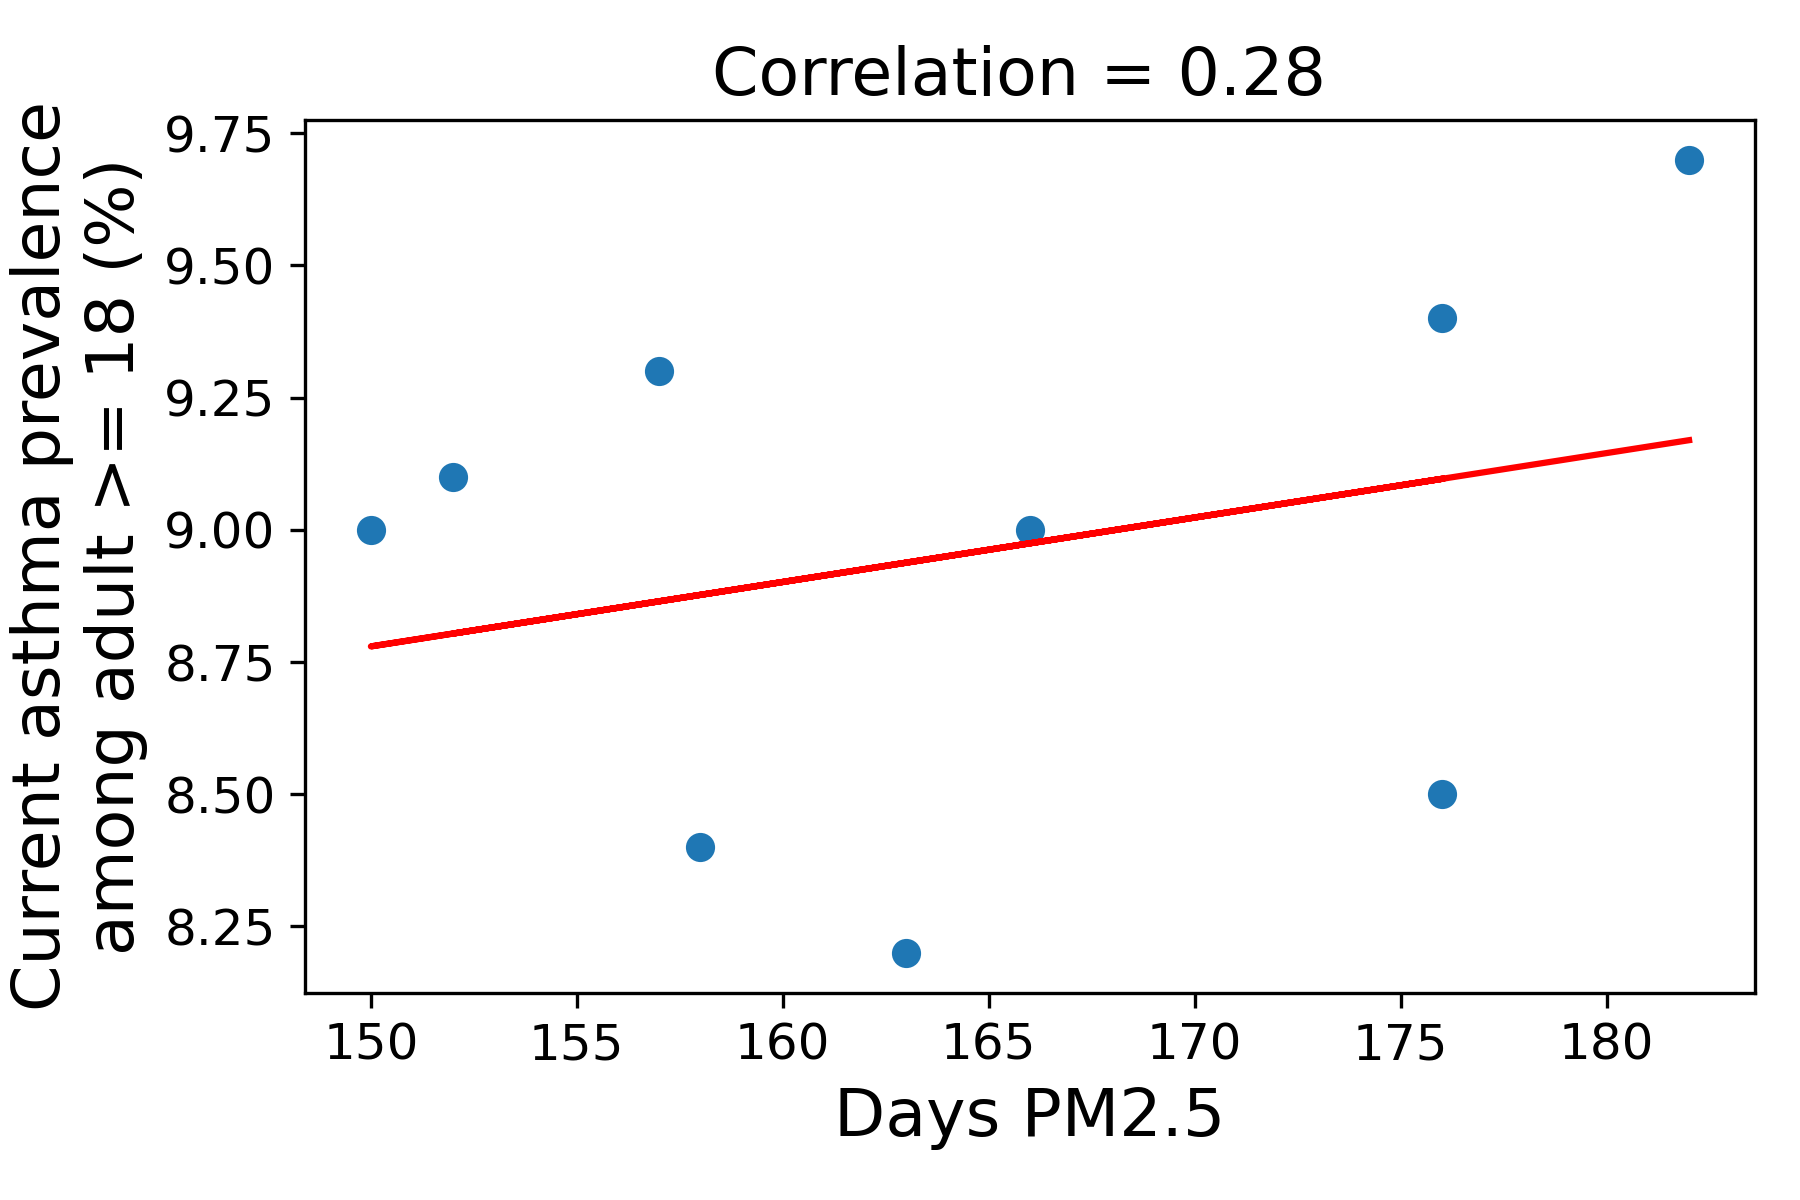 Correlation = 0.28
Current asthma prevalence
among adult >= 18 (%)
9.75
9.50
9.25
9.00
8.75
8.50
8.25
150 155 160 165 170 175 180
Days PM2.5